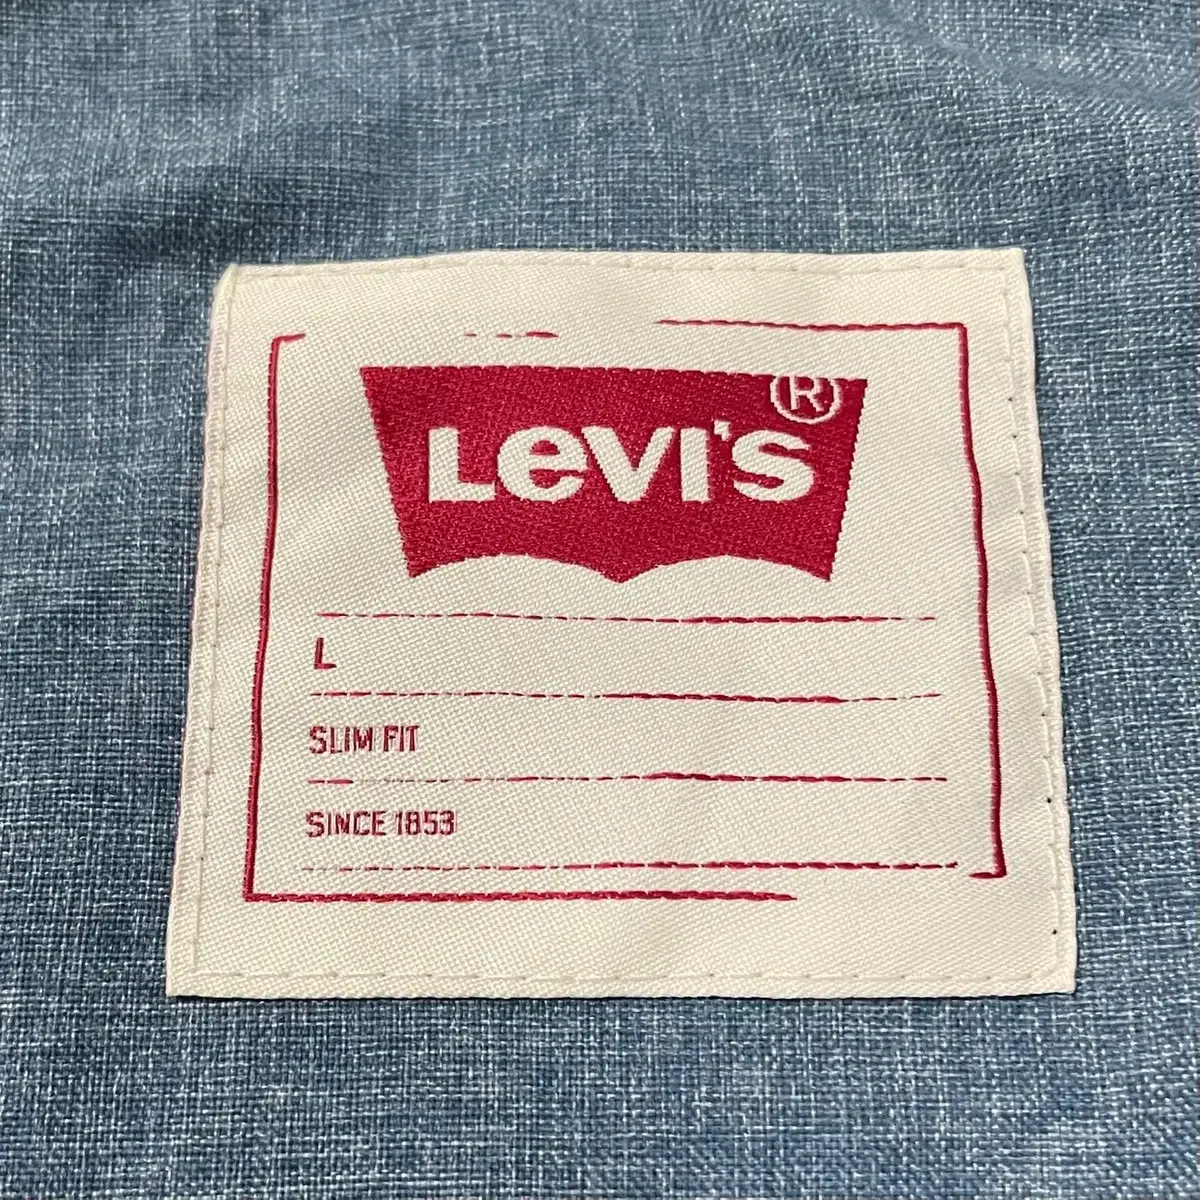 Levi's®
L
SLIM FIT
SINCE 1853